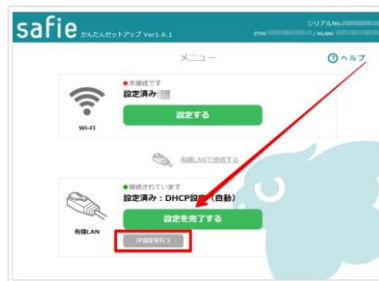 safie かんたんセットアップ Ver1.6.1
シリアルNo.
ETH0 / WLAN0
メニュー
? ヘルプ
●未接続です
設定済み:
設定する
Wi-Fi
有線LANで接続する
●接続されています
設定済み:DHCP設定(自動)
設定を完了する
有線LAN
IP設定を行う